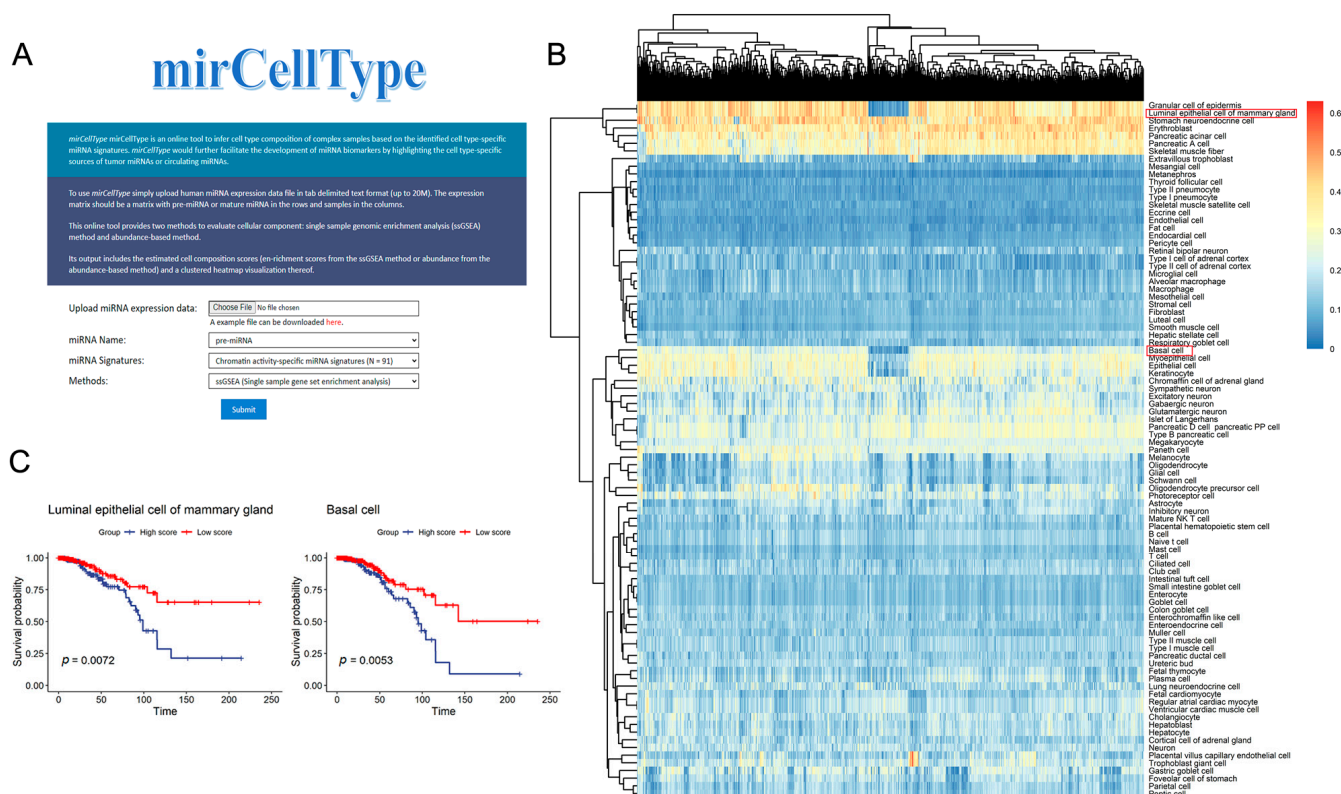 A
mirCellType
mirCellType mirCellType is an online tool to infer cell type composition of complex samples based on the identified cell type-specific
miRNA signatures. mirCellType would further facilitate the development of miRNA biomarkers by highlighting the cell type-specific
sources of tumor miRNAs or circulating miRNAs.
To use mirCellType simply upload human miRNA expression data file in tab delimited text format (up to 20M). The expression
matrix should be a matrix with pre-miRNA or mature miRNA in the rows and samples in the columns.
This online tool provides two methods to evaluate cellular component: single sample genomic enrichment analysis (ssGSEA)
method and abundance-based method.
Its output includes the estimated cell composition scores (en-richment scores from the ssGSEA method or abundance from the
abundance-based method) and a clustered heatmap visualization thereof.
Upload miRNA expression data:
Choose File No file chosen
A example file can be downloaded here.
miRNA Name:
pre-miRNA
miRNA Signatures:
Chromatin activity-specific miRNA signatures (N = 91)
Methods:
ssGSEA (Single sample gene set enrichment analysis)
Submit
B
Granular cell of epidermis
Luminal epithelial cell of mammary gland
Stomach neuroendocrine cell
Erythroblast
Pancreatic acinar cell
Pancreatic A cell
Skeletal muscle fiber
Extravillous trophoblast
Mesangial cell
Metanephros
Thyroid follicular cell
Type II pneumocyte
Type I pneumocyte
Skeletal muscle satellite cell
Eccrine cell
Endothelial cell
Fat cell
Endocardial cell
Pericyte cell
Retinal bipolar neuron
Type I cell of adrenal cortex
Type II cell of adrenal cortex
Microglial cell
Alveolar macrophage
Macrophage
Mesothelial cell
Stromal cell
Fibroblast
Luteal cell
Smooth muscle cell
Hepatic stellate cell
Respiratory goblet cell
Basal cell
Myoepithelial cell
Epithelial cell
Keratinocyte
Chromaffin cell of adrenal gland
Sympathetic neuron
Excitatory neuron
Gabaergic neuron
Glutamatergic neuron
Islet of Langerhans
Pancreatic D cell pancreatic PP cell
Type B pancreatic cell
Megakaryocyte
Paneth cell
Melanocyte
Oligodendrocyte
Glial cell
Schwann cell
Oligodendrocyte precursor cell
Photoreceptor cell
Astrocyte
Inhibitory neuron
Mature NK T cell
Placental hematopoietic stem cell
B cell
Naive t cell
Mast cell
T cell
Ciliated cell
Club cell
Intestinal tuft cell
Small intestine goblet cell
Enterocyte
Goblet cell
Colon goblet cell
Enterochromaffin like cell
Enterenedocrine cell
Muller cell
Type II muscle cell
Type I muscle cell
Pancreatic ductal cell
Ureteric bud
Fetal thymocyte
Plasma cell
Lung neuroendocrine cell
Fetal cardiomyocyte
Regular atrial cardiac myocyte
Ventricular cardiac muscle cell
Cholangiocyte
Hepatoblast
Hepatocyte
Cortical cell of adrenal gland
Neuron
Placental villus capillary endothelial cell
Trophoblast giant cell
Gastric goblet cell
Foveolar cell of stomach
Parietal cell
0.6
0.5
0.4
0.3
0.2
0.1
0
C
Luminal epithelial cell of mammary gland
Group High score Low score
1.00
0.75
0.50
0.25
0.00
Survival probability
p = 0.0072
0 50 100 150 200 250
Time
Basal cell
Group High score Low score
1.00
0.75
0.50
0.25
0.00
Survival probability
p = 0.0053
0 50 100 150 200 250
Time